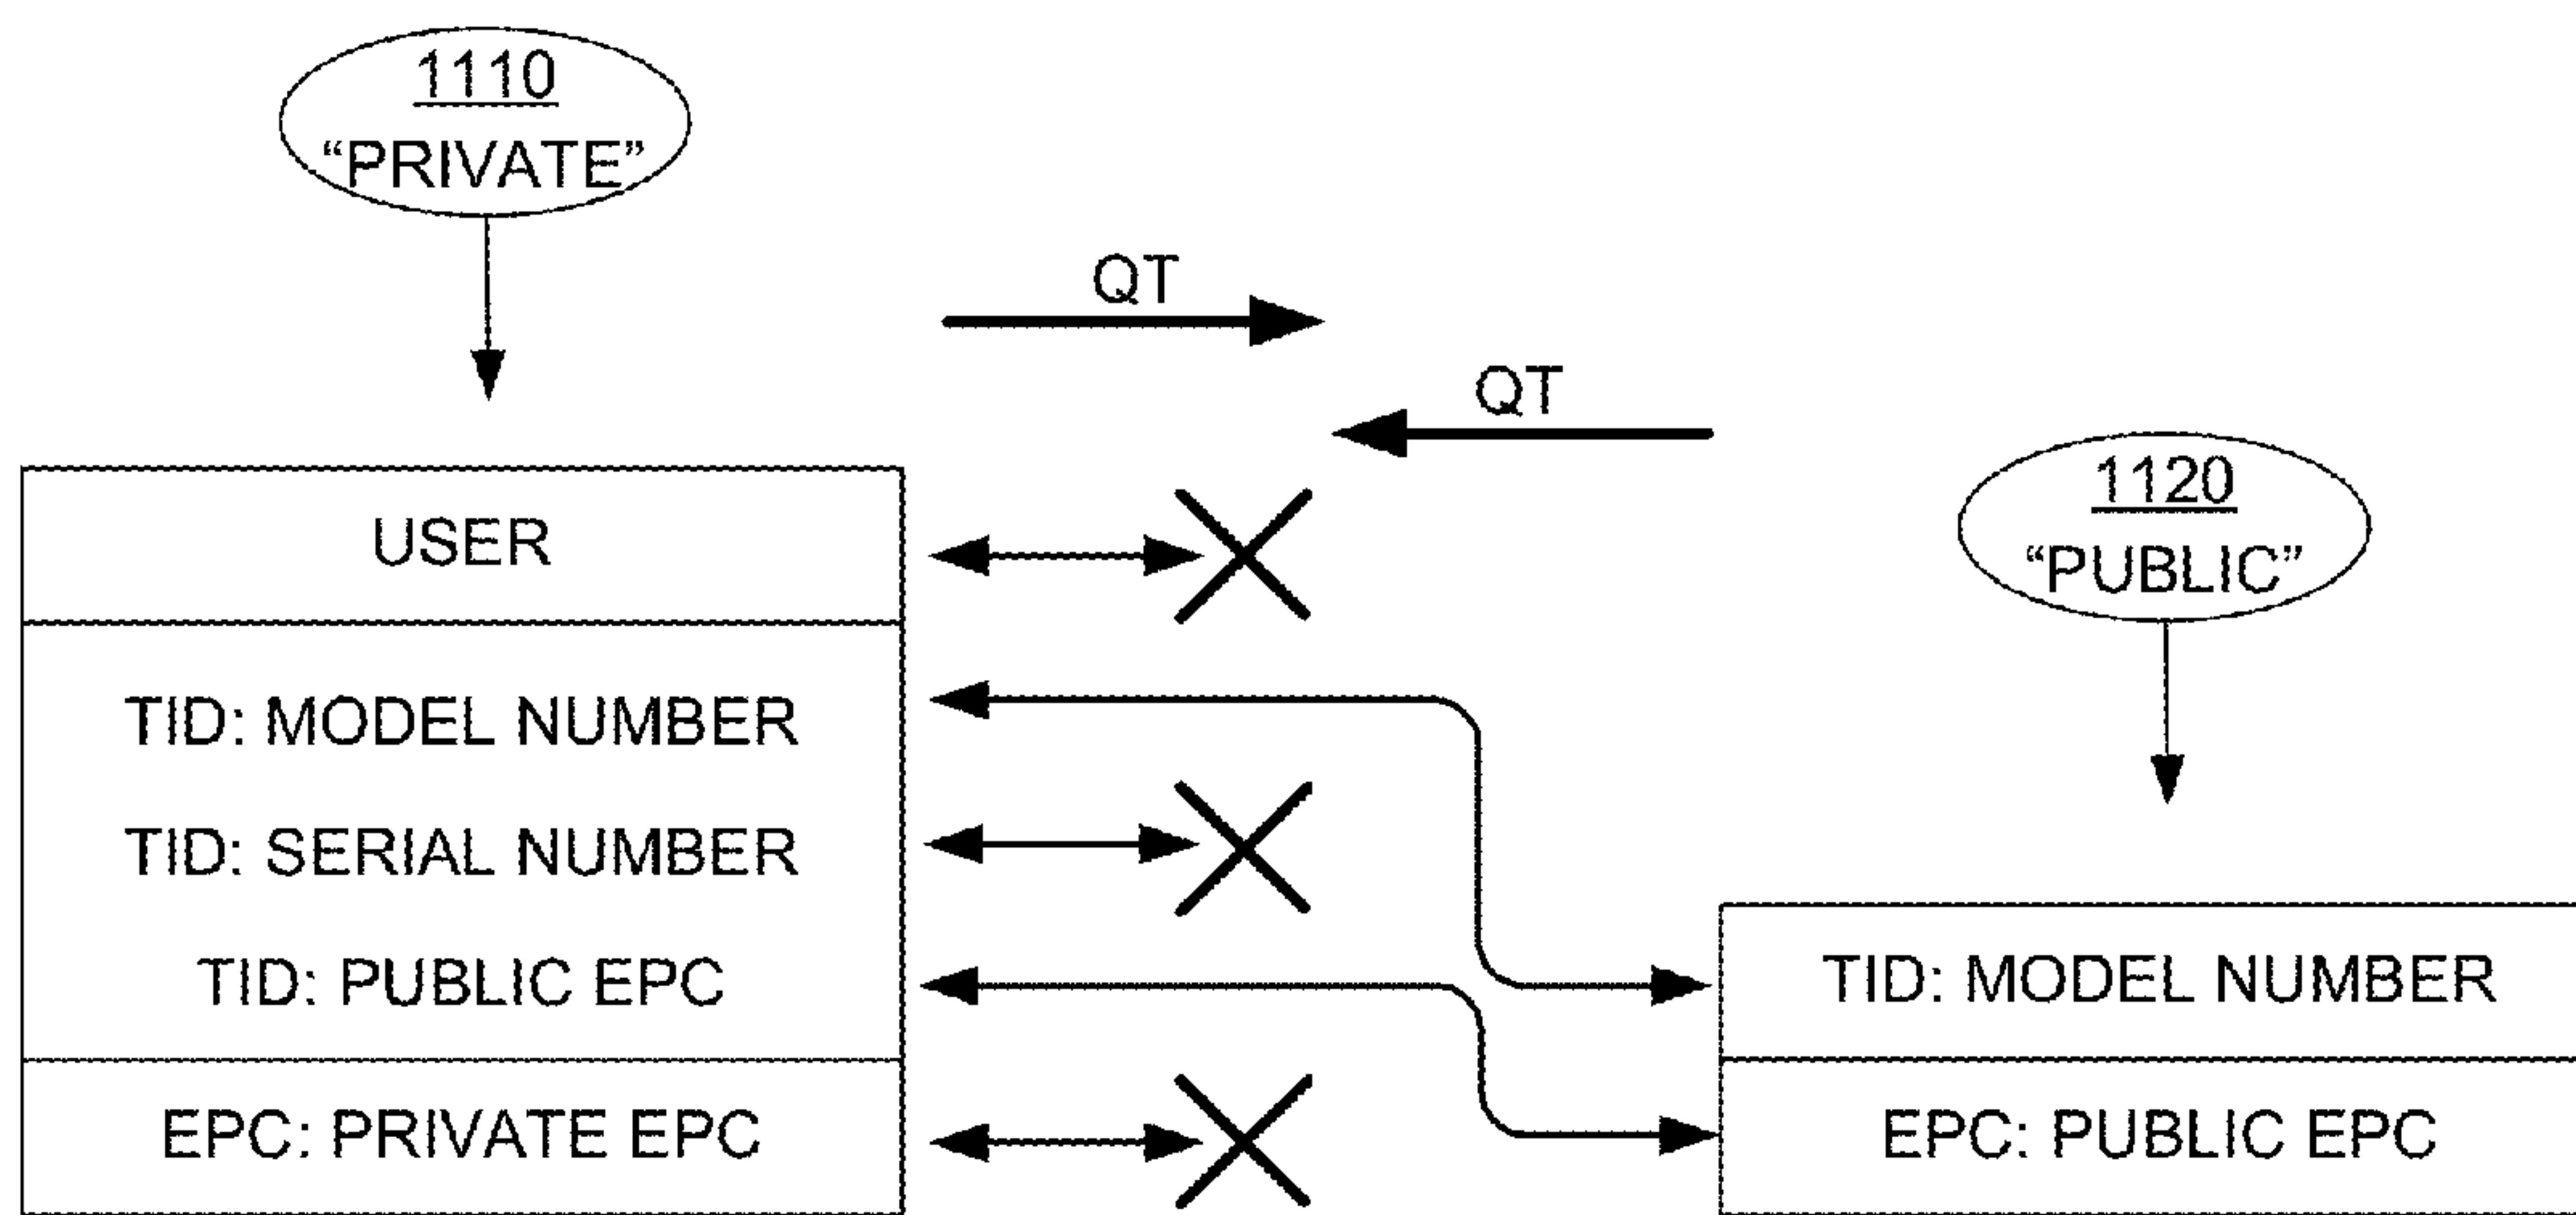 1110
“PRIVATE”
QT
QT
1120
“PUBLIC”
USER
TID: MODEL NUMBER
TID: SERIAL NUMBER
TID: PUBLIC EPC
EPC: PRIVATE EPC
TID: MODEL NUMBER
EPC: PUBLIC EPC